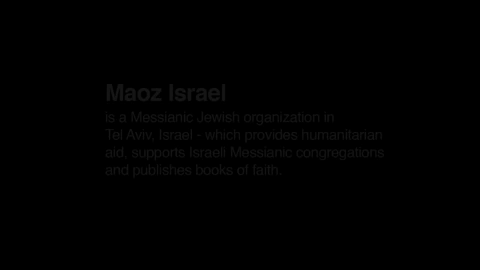 Maoz Israel
is a Messianic Jewish organization in
Tel Aviv, Israel - which provides humanitarian
aid, supports Israeli Messianic congregations
and publishes books of faith.